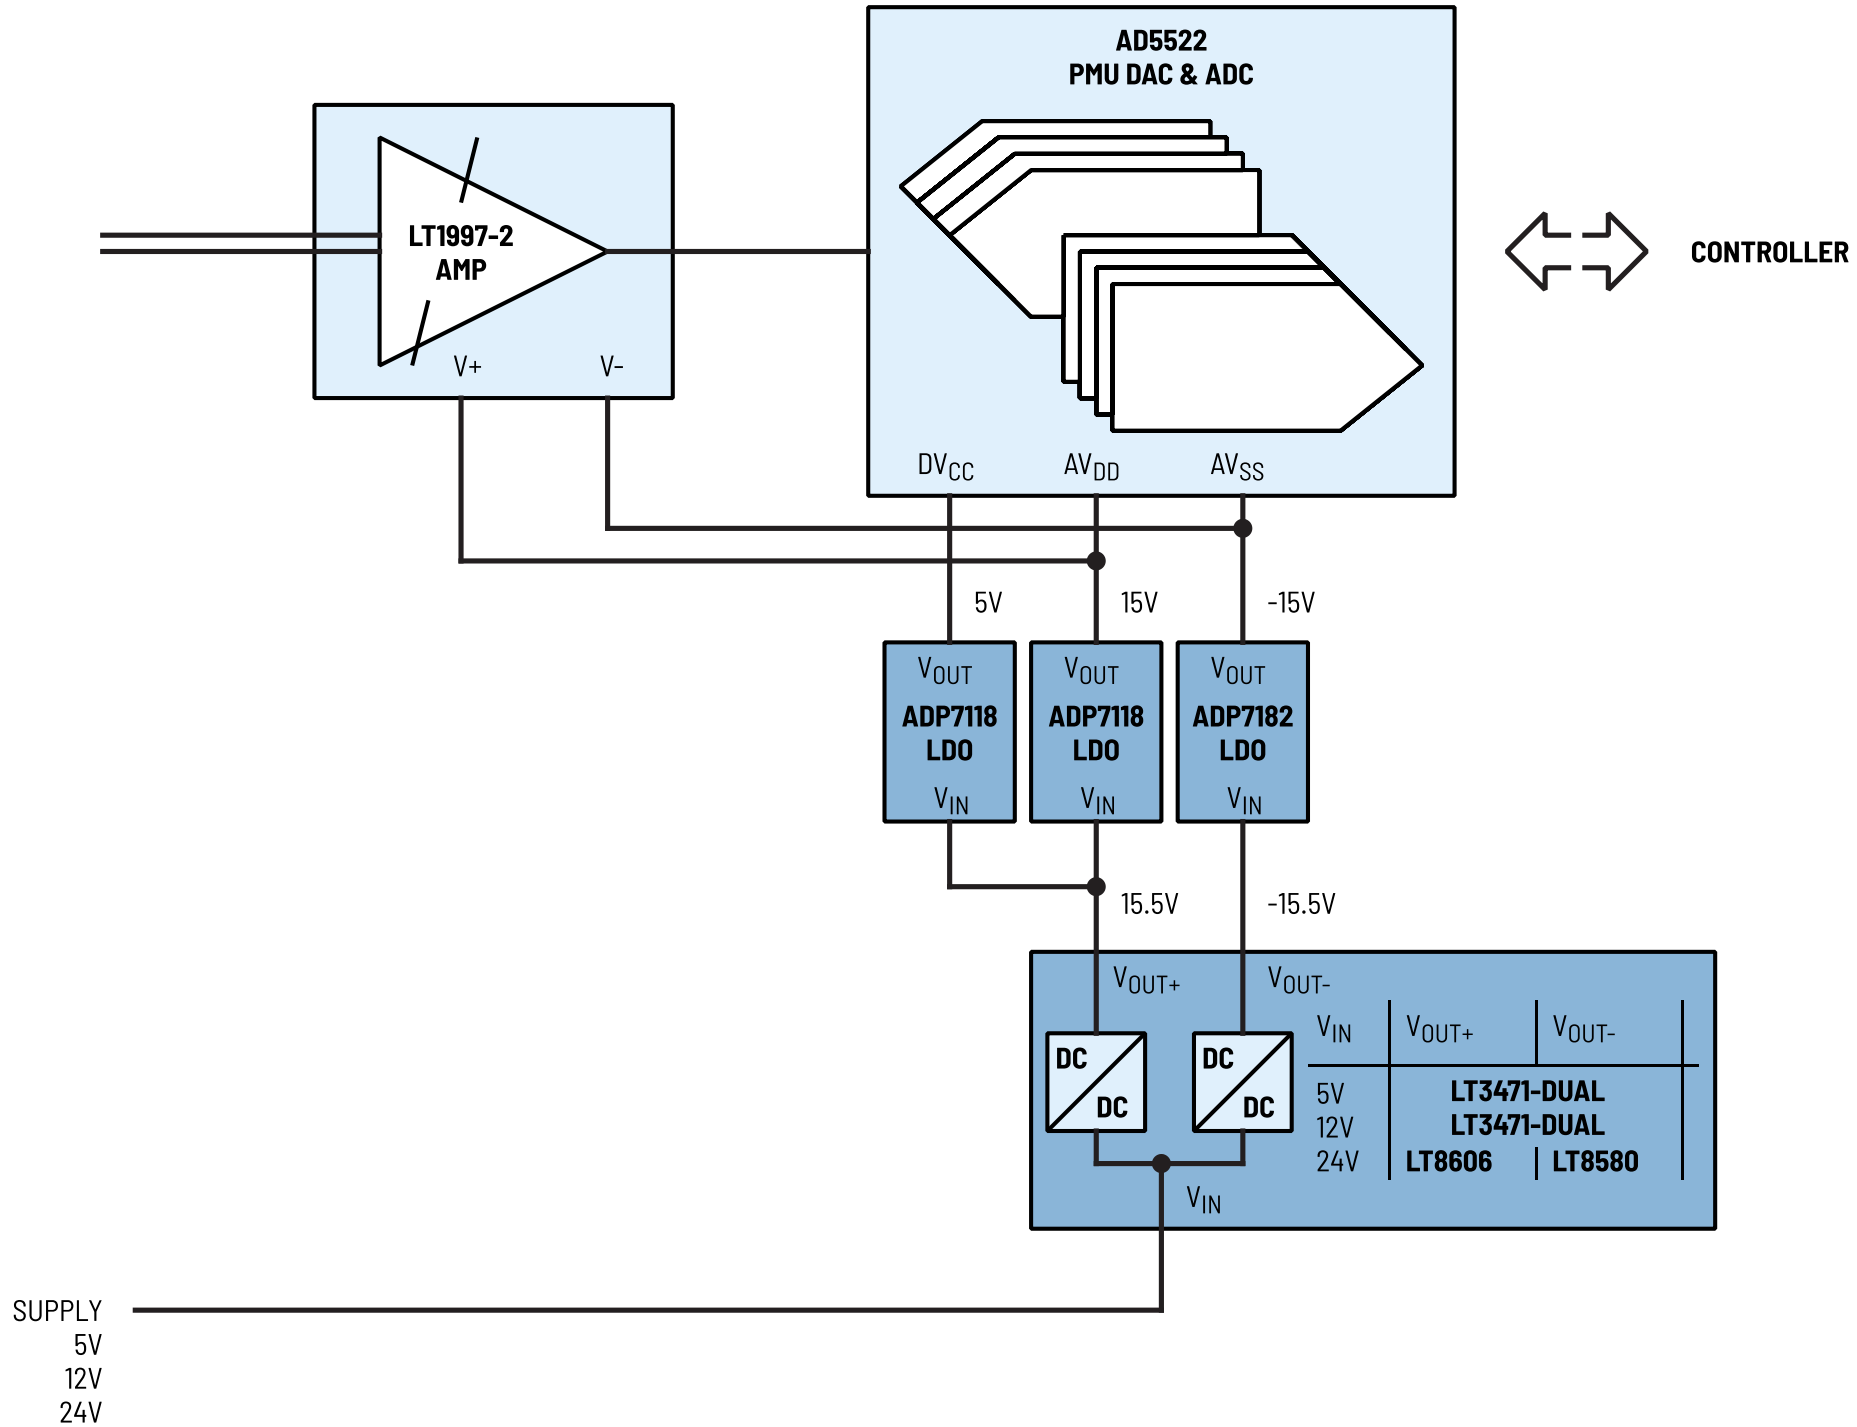 AD5522
PMU DAC & ADC
LT1997-2
AMP
V+
V-
CONTROLLER
DVCC
AVDD
AVSS
5V
15V
-15V
VOUT
ADP7118
LDO
VIN
VOUT
ADP7118
LDO
VIN
VOUT
ADP7182
LDO
VIN
15.5V
-15.5V
VOUT+
VOUT-
DC
DC
DC
DC
VIN
VIN VOUT+ VOUT-
5V LT3471-DUAL
12V LT3471-DUAL
24V LT8606 LT8580
SUPPLY
5V
12V
24V